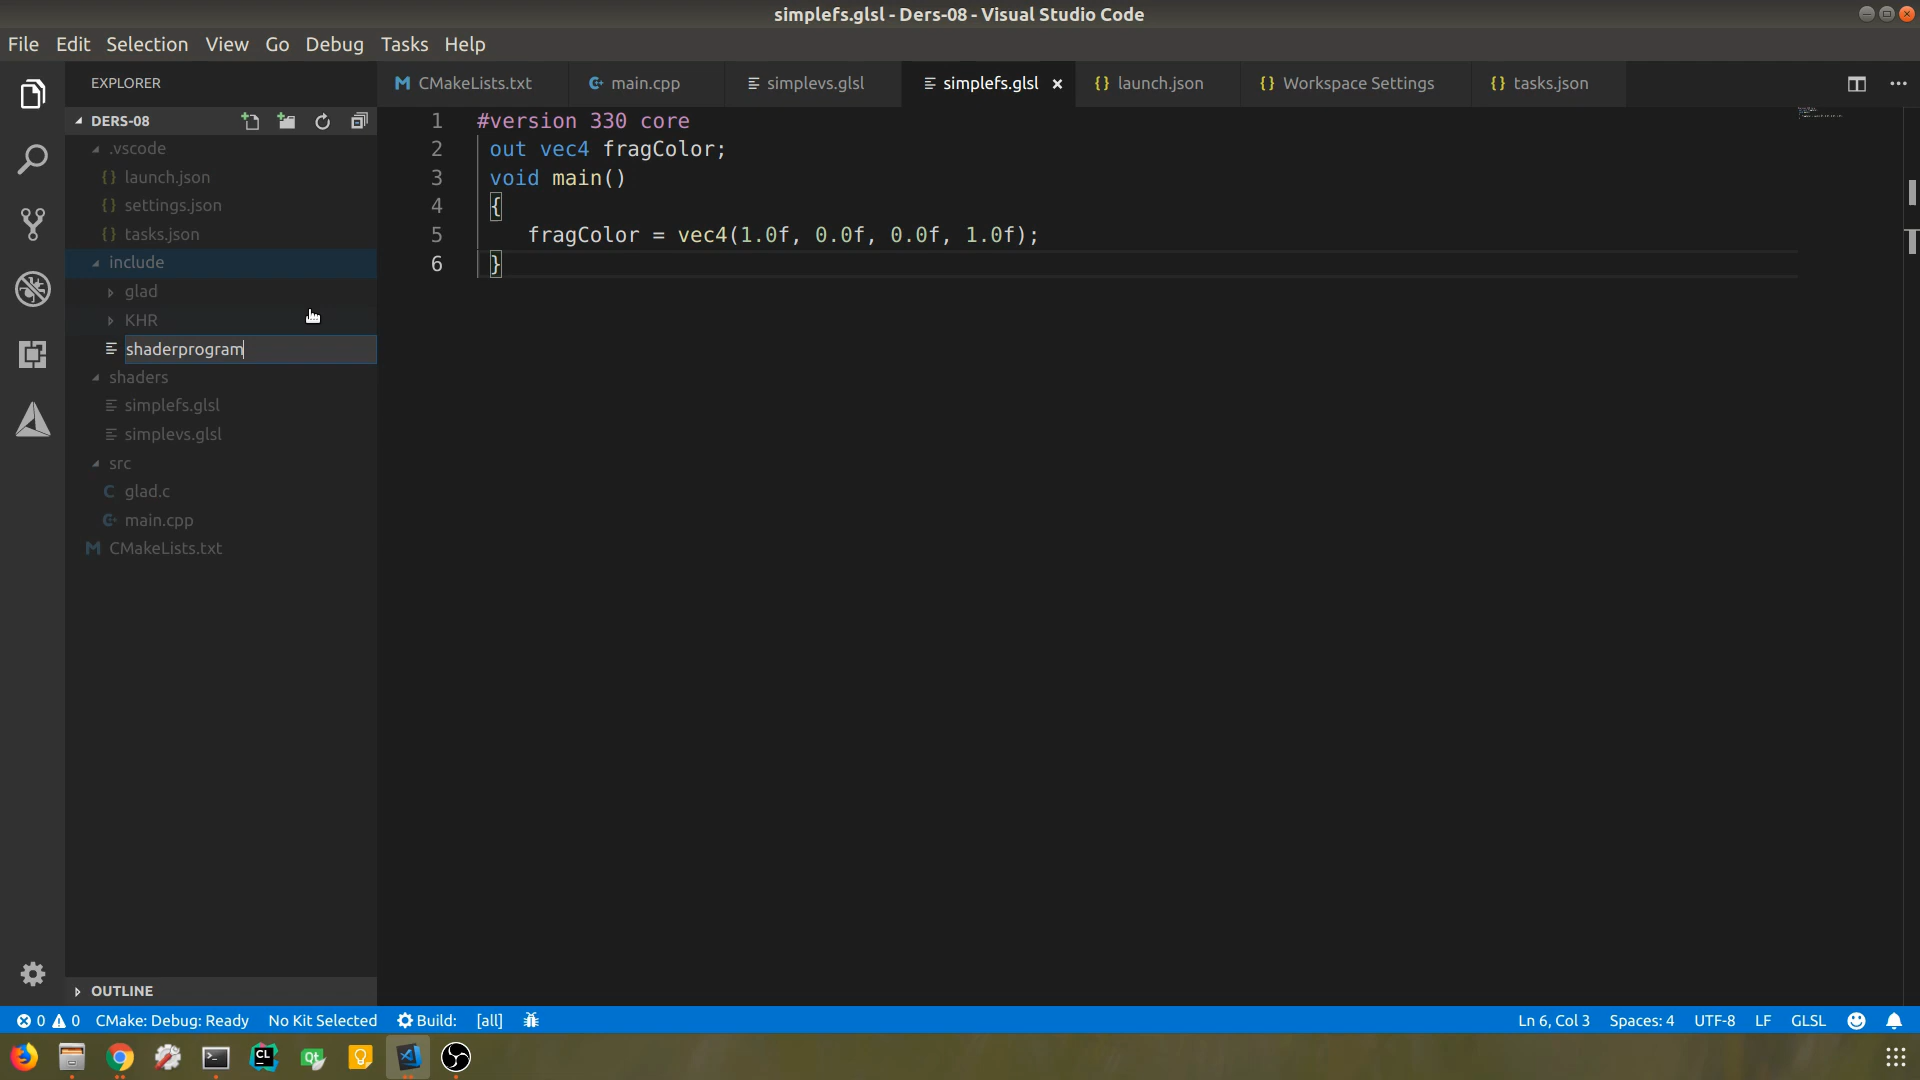 simplefs.glsl - Ders-08 - Visual Studio Code
File Edit Selection View Go Debug Tasks Help
EXPLORER
CMakeLists.txt main.cpp simplevs.glsl simplefs.glsl launch.json Workspace Settings tasks.json
DERS-08
.vscode
launch.json
settings.json
tasks.json
include
glad
KHR
shaderprogram
shaders
simplefs.glsl
simplevs.glsl
src
glad.c
main.cpp
CMakeLists.txt
OUTLINE
1 #version 330 core
2 out vec4 fragColor;
3 void main()
4 {
5 fragColor = vec4(1.0f, 0.0f, 0.0f, 1.0f);
6 }
0 0 CMake: Debug: Ready No Kit Selected Build: [all] Ln 6, Col 3 Spaces: 4 UTF-8 LF GLSL